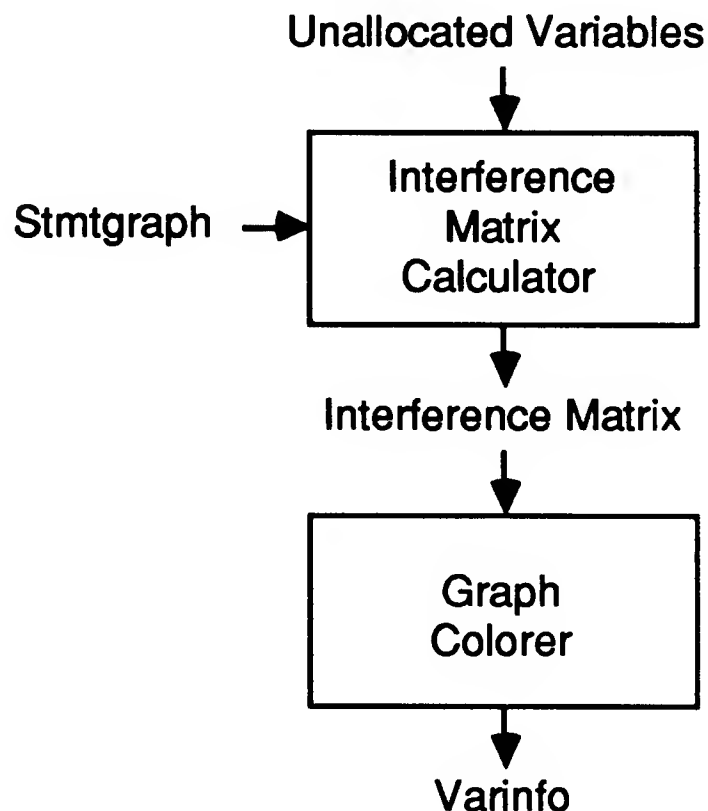 Unallocated Variables
Stmtgraph
Interference
Matrix
Calculator
Interference Matrix
Graph
Colorer
Varinfo